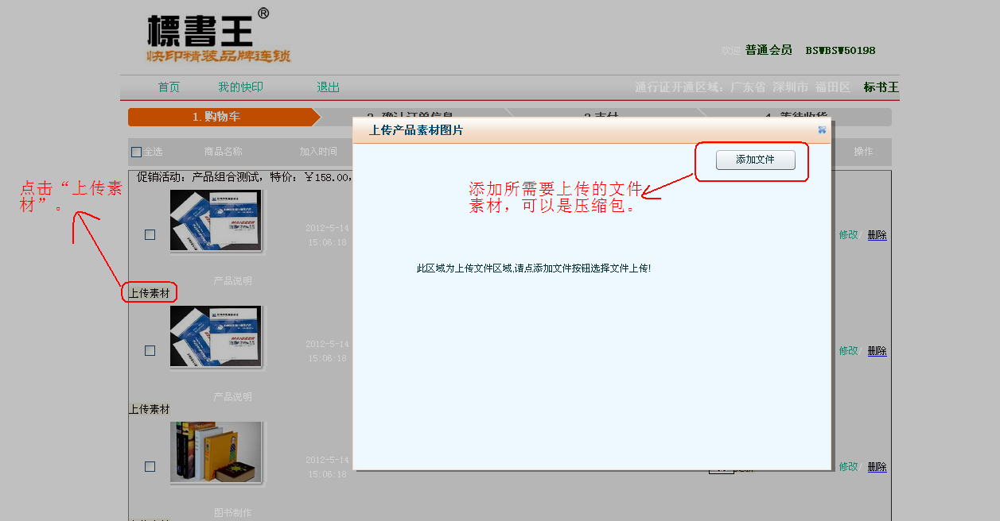 標書王®
快印精装品牌连锁
欢迎 普通会员 BSWBSW50198
首页 我的快印 退出 通行证开通区域：广东省 深圳市 福田区 标书王
1. 购物车 2. 确认订单信息 3. 支付 4. 等待收货
上传产品素材图片
全选 商品名称 加入时间 操作
添加文件
促销活动：产品组合测试，特价：￥158.00，
点击“上传素
材”。
添加所需要上传的文件
素材，可以是压缩包。
2012-5-14
15:06:18
修改/ 删除
此区域为上传文件区域,请点添加文件按钮选择文件上传!
产品说明
上传素材
2012-5-14
15:06:18
修改/ 删除
产品说明
上传素材
2012-5-14
15:06:18
修改/ 删除
图书制作